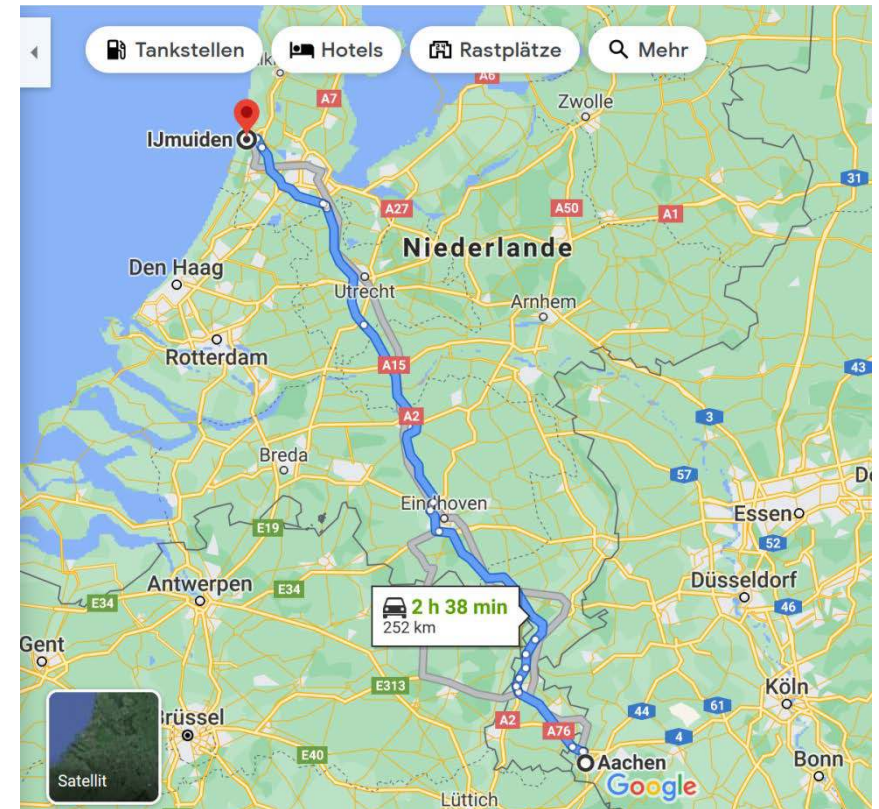 Tankstellen
Hotels
Rastplätze
Mehr
A7
A6
Zwolle
IJmuiden
31
A27
A50
A1
Niederlande
Den Haag
Utrecht
Arnhem
Rotterdam
A15
43
A2
3
Breda
57
Eindhoven
Essen
E19
52
Antwerpen
E34
E34
Düsseldorf
46
2 h 38 min
252 km
Gent
E313
Köln
44
61
A2
A76
4
Brüssel
E40
Aachen
Bonn
Satellit
Google
Lüttich